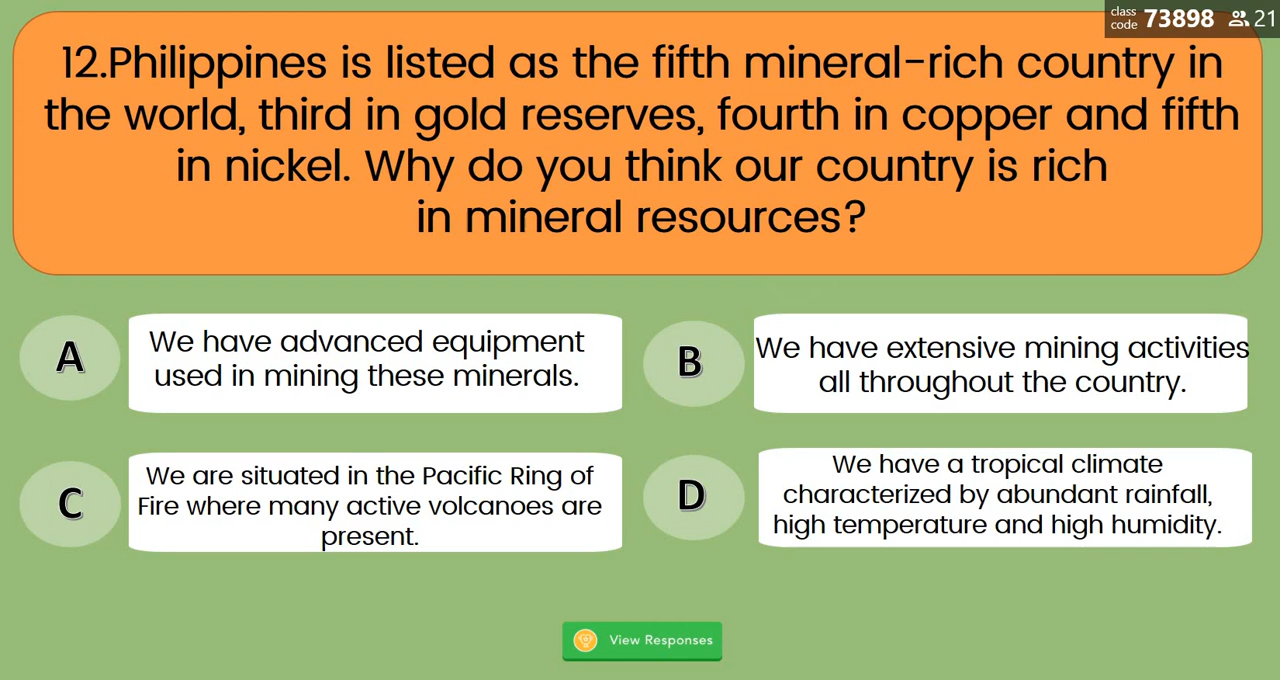 class
code 73898 21
12.Philippines is listed as the fifth mineral-rich country in
the world, third in gold reserves, fourth in copper and fifth
in nickel. Why do you think our country is rich
in mineral resources?
A
We have advanced equipment
used in mining these minerals.
B
We have extensive mining activities
all throughout the country.
C
We are situated in the Pacific Ring of
Fire where many active volcanoes are
present.
D
We have a tropical climate
characterized by abundant rainfall,
high temperature and high humidity.
View Responses